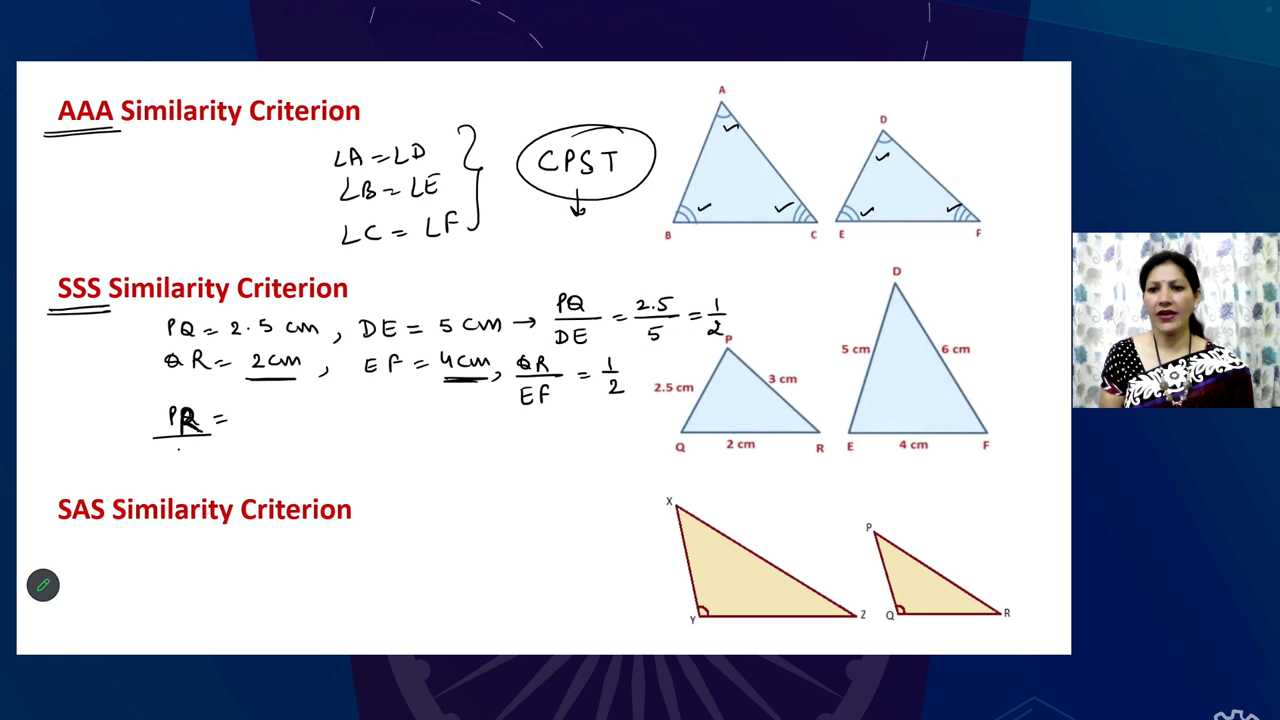 AAA Similarity Criterion
∠A = ∠D
∠B = ∠E
∠C = ∠F
CPST
A
B
C
D
E
F
SSS Similarity Criterion
PQ = 2.5 cm , DE = 5 cm → PQ/DE = 2.5/5 = 1/2
QR = 2cm , EF = 4cm, QR/EF = 1/2
PR =
P
2.5 cm
3 cm
Q
2 cm
R
D
5 cm
6 cm
E
4 cm
F
SAS Similarity Criterion
X
Y
Z
P
Q
R